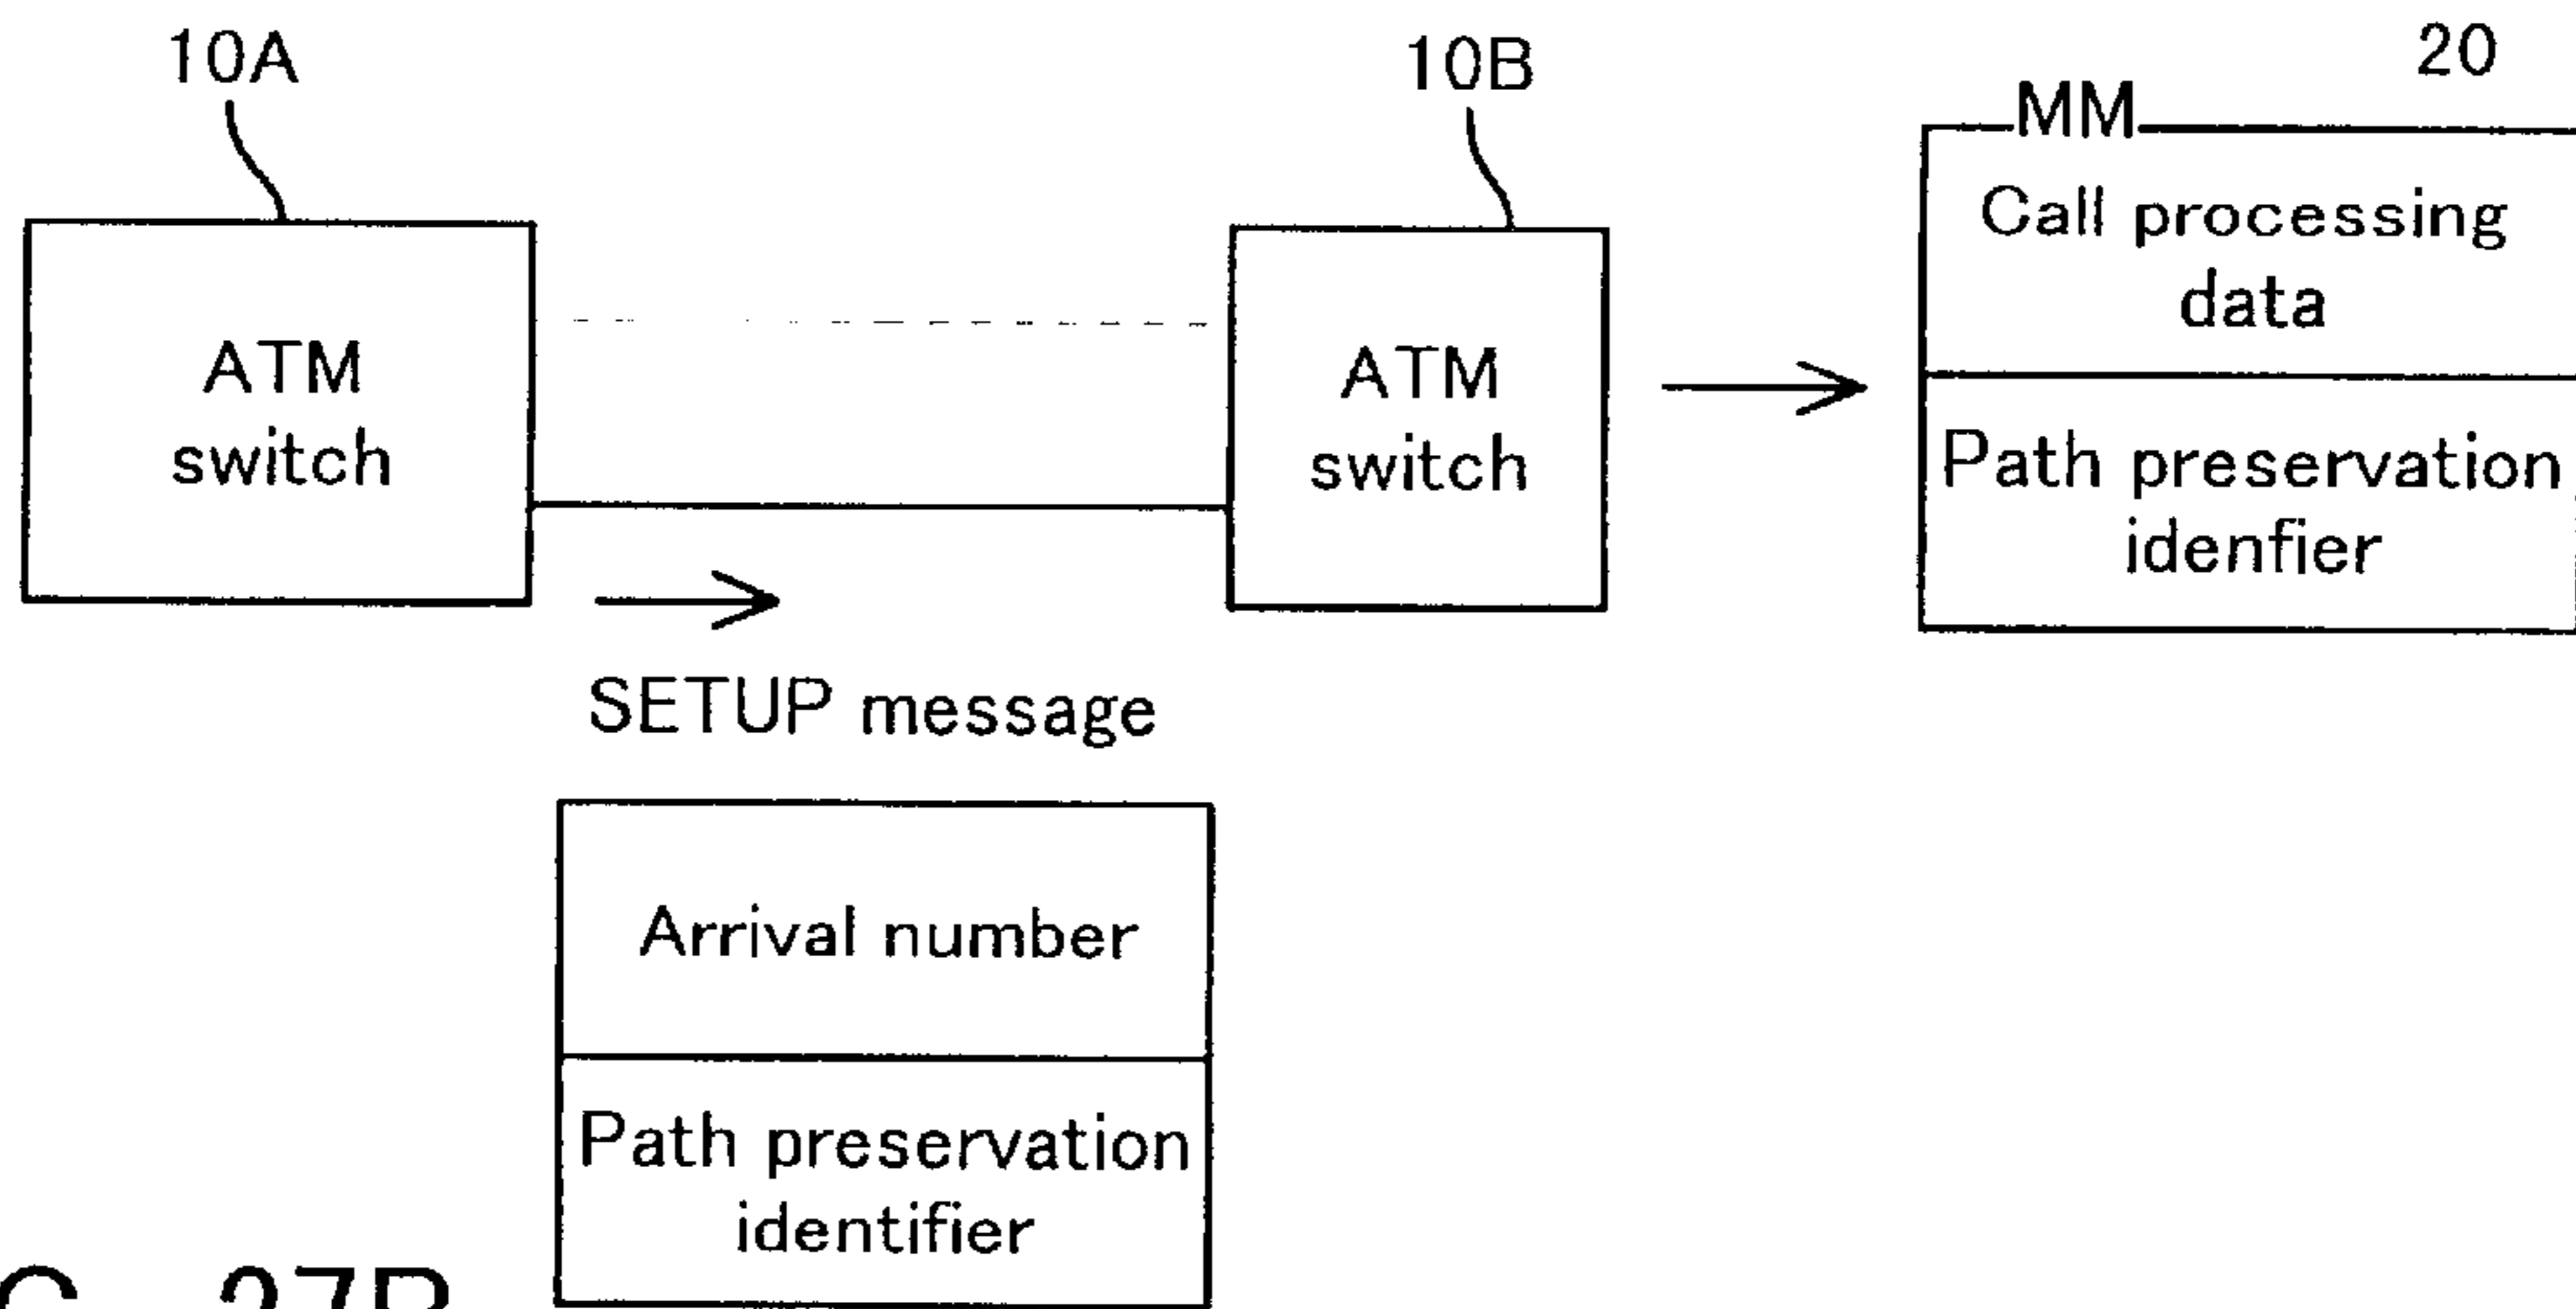 10A
10B
20
MM
ATM
switch
ATM
switch
Call processing
data
Path preservation
idenfier
SETUP message
Arrival number
Path preservation
identifier